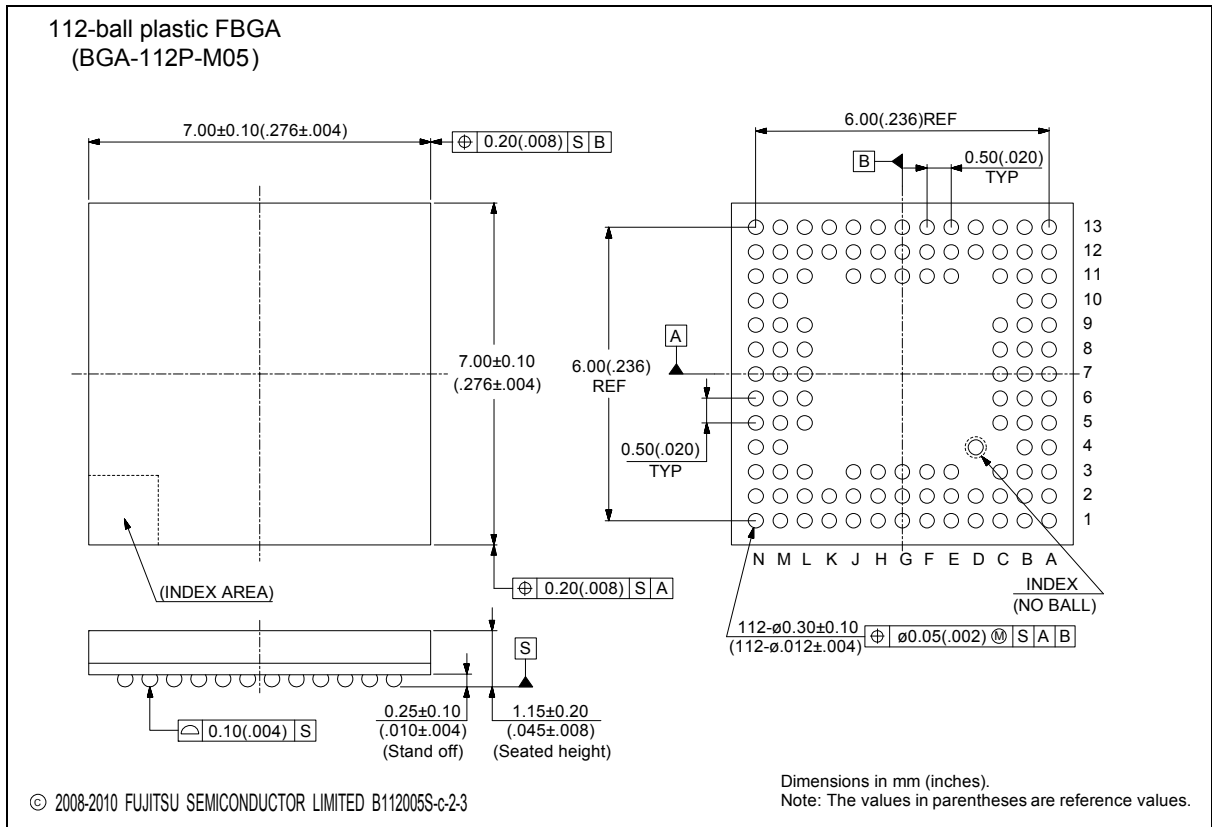 112-ball plastic FBGA
(BGA-112P-M05)
7.00±0.10(.276±.004)
⌖ 0.20(.008) S B
7.00±0.10
(.276±.004)
(INDEX AREA)
⌖ 0.20(.008) S A
6.00(.236)REF
B
0.50(.020)
TYP
A
6.00(.236)
REF
0.50(.020)
TYP
13
12
11
10
9
8
7
6
5
4
3
2
1
N M L K J H G F E D C B A
INDEX
(NO BALL)
112-ø0.30±0.10
(112-ø.012±.004)
⌖ ø0.05(.002) Ⓜ S A B
S
0.25±0.10
(.010±.004)
(Stand off)
1.15±0.20
(.045±.008)
(Seated height)
⌓ 0.10(.004) S
© 2008-2010 FUJITSU SEMICONDUCTOR LIMITED B112005S-c-2-3
Dimensions in mm (inches).
Note: The values in parentheses are reference values.